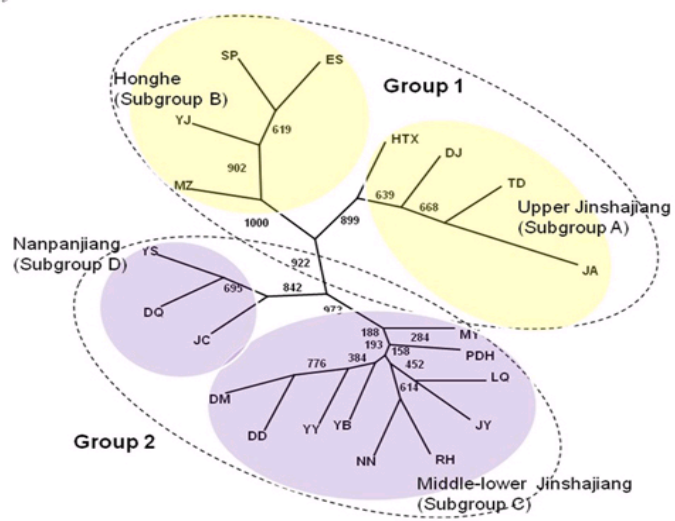 SP
ES
Honghe
(Subgroup B)
Group 1
YJ
619
HTX
DJ
902
MZ
639
668
TD
Upper Jinshajiang
(Subgroup A)
1000
899
Nanpanjiang
(Subgroup D)
YS
922
JA
695
842
DQ
972
JC
188
284
MY
193
158
PDH
776
384
452
LQ
614
DM
DD
YY
YB
JY
Group 2
NN
RH
Middle-lower Jinshajiang
(Subgroup C)